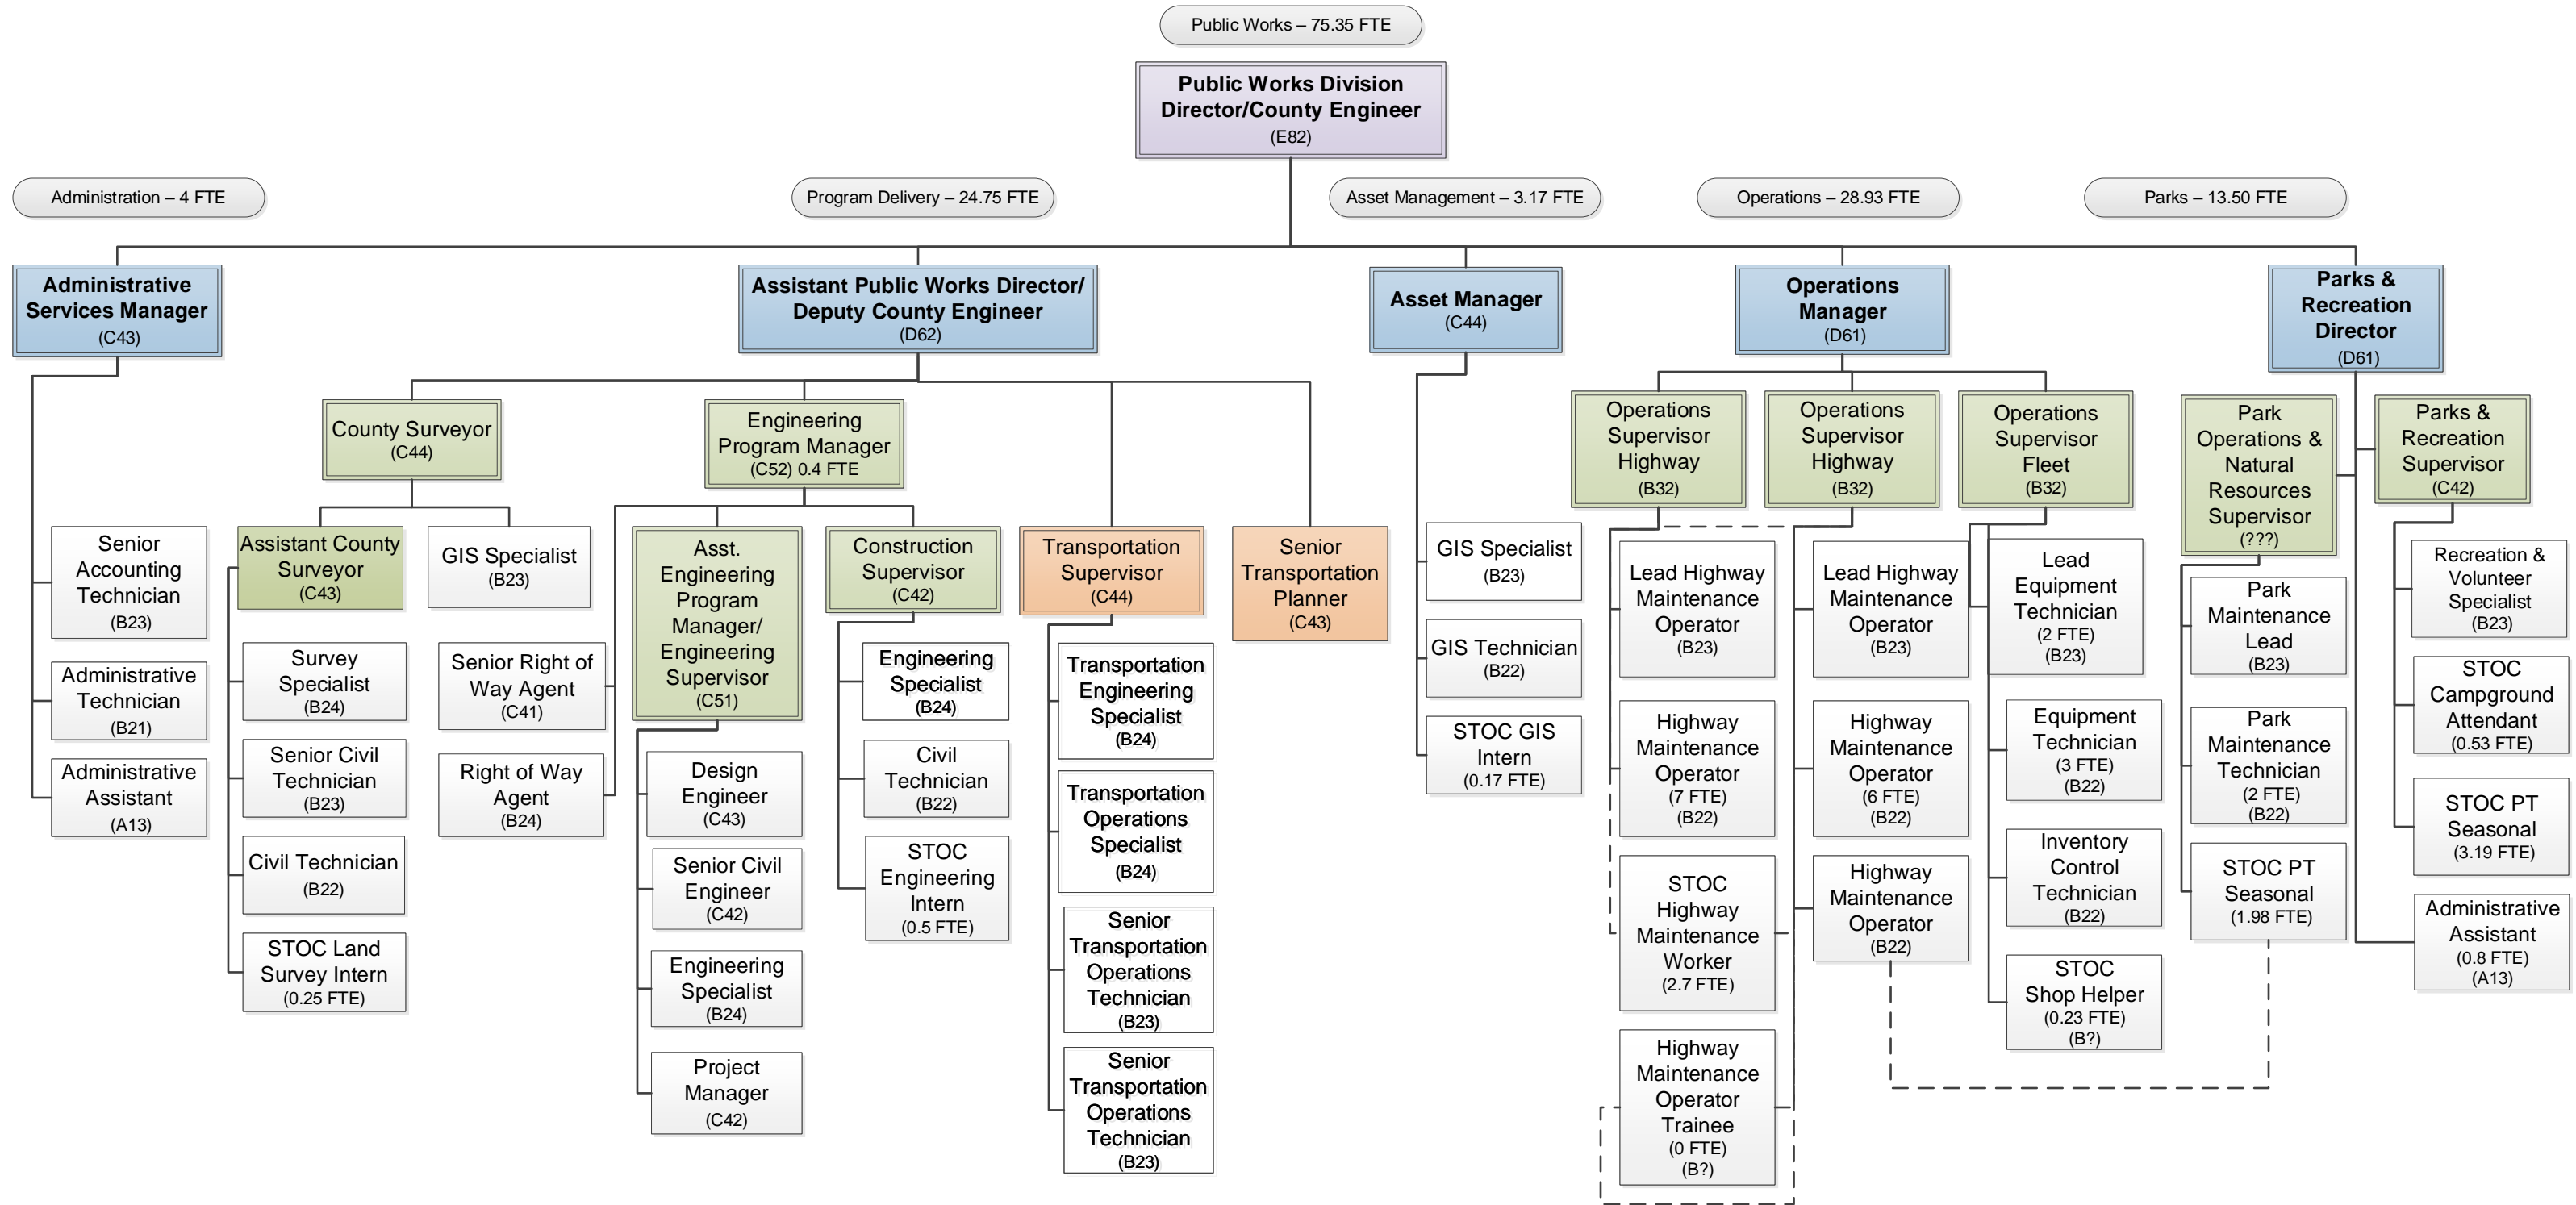 Public Works – 75.35 FTE
Public Works Division
Director/County Engineer
(E82)
Administration – 4 FTE
Program Delivery – 24.75 FTE
Asset Management – 3.17 FTE
Operations – 28.93 FTE
Parks – 13.50 FTE
Administrative
Services Manager
(C43)
Senior
Accounting
Technician
(B23)
Administrative
Technician
(B21)
Administrative
Assistant
(A13)
Assistant Public Works Director/
Deputy County Engineer
(D62)
County Surveyor
(C44)
Assistant County
Surveyor
(C43)
Survey
Specialist
(B24)
Senior Civil
Technician
(B23)
Civil Technician
(B22)
STOC Land
Survey Intern
(0.25 FTE)
GIS Specialist
(B23)
Engineering
Program Manager
(C52) 0.4 FTE
Senior Right of
Way Agent
(C41)
Right of Way
Agent
(B24)
Asst.
Engineering
Program
Manager/
Engineering
Supervisor
(C51)
Design
Engineer
(C43)
Senior Civil
Engineer
(C42)
Engineering
Specialist
(B24)
Project
Manager
(C42)
Construction
Supervisor
(C42)
Engineering
Specialist
(B24)
Civil
Technician
(B22)
STOC
Engineering
Intern
(0.5 FTE)
Transportation
Supervisor
(C44)
Transportation
Engineering
Specialist
(B24)
Transportation
Operations
Specialist
(B24)
Senior
Transportation
Operations
Technician
(B23)
Senior
Transportation
Operations
Technician
(B23)
Senior
Transportation
Planner
(C43)
Asset Manager
(C44)
GIS Specialist
(B23)
GIS Technician
(B22)
STOC GIS
Intern
(0.17 FTE)
Operations
Manager
(D61)
Operations
Supervisor
Highway
(B32)
Lead Highway
Maintenance
Operator
(B23)
Highway
Maintenance
Operator
(7 FTE)
(B22)
STOC
Highway
Maintenance
Worker
(2.7 FTE)
Highway
Maintenance
Operator
Trainee
(0 FTE)
(B?)
Operations
Supervisor
Highway
(B32)
Lead Highway
Maintenance
Operator
(B23)
Highway
Maintenance
Operator
(6 FTE)
(B22)
Highway
Maintenance
Operator
(B22)
Operations
Supervisor
Fleet
(B32)
Lead
Equipment
Technician
(2 FTE)
(B23)
Equipment
Technician
(3 FTE)
(B22)
Inventory
Control
Technician
(B22)
STOC
Shop Helper
(0.23 FTE)
(B?)
Parks &
Recreation
Director
(D61)
Park
Operations &
Natural
Resources
Supervisor
(???)
Park
Maintenance
Lead
(B23)
Park
Maintenance
Technician
(2 FTE)
(B22)
STOC PT
Seasonal
(1.98 FTE)
Parks &
Recreation
Supervisor
(C42)
Recreation &
Volunteer
Specialist
(B23)
STOC
Campground
Attendant
(0.53 FTE)
STOC PT
Seasonal
(3.19 FTE)
Administrative
Assistant
(0.8 FTE)
(A13)